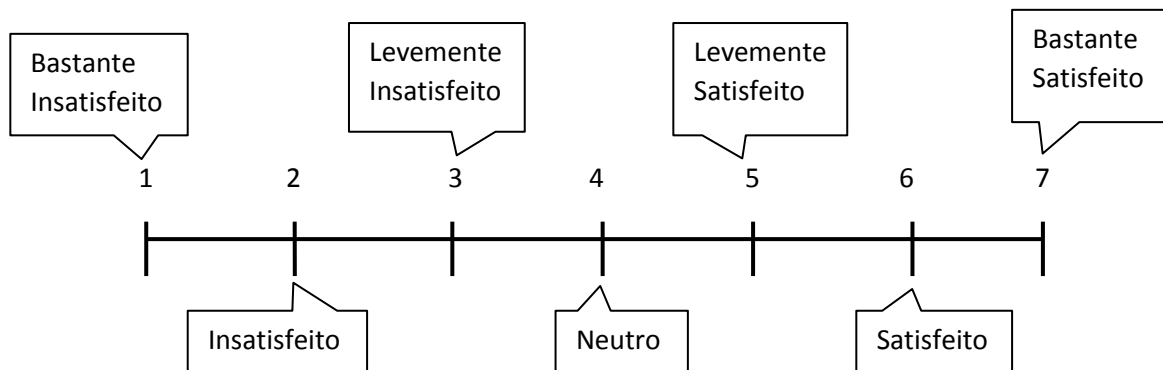 Bastante
Insatisfeito
Levemente
Insatisfeito
Levemente
Satisfeito
Bastante
Satisfeito
1 2 3 4 5 6 7
Insatisfeito
Neutro
Satisfeito